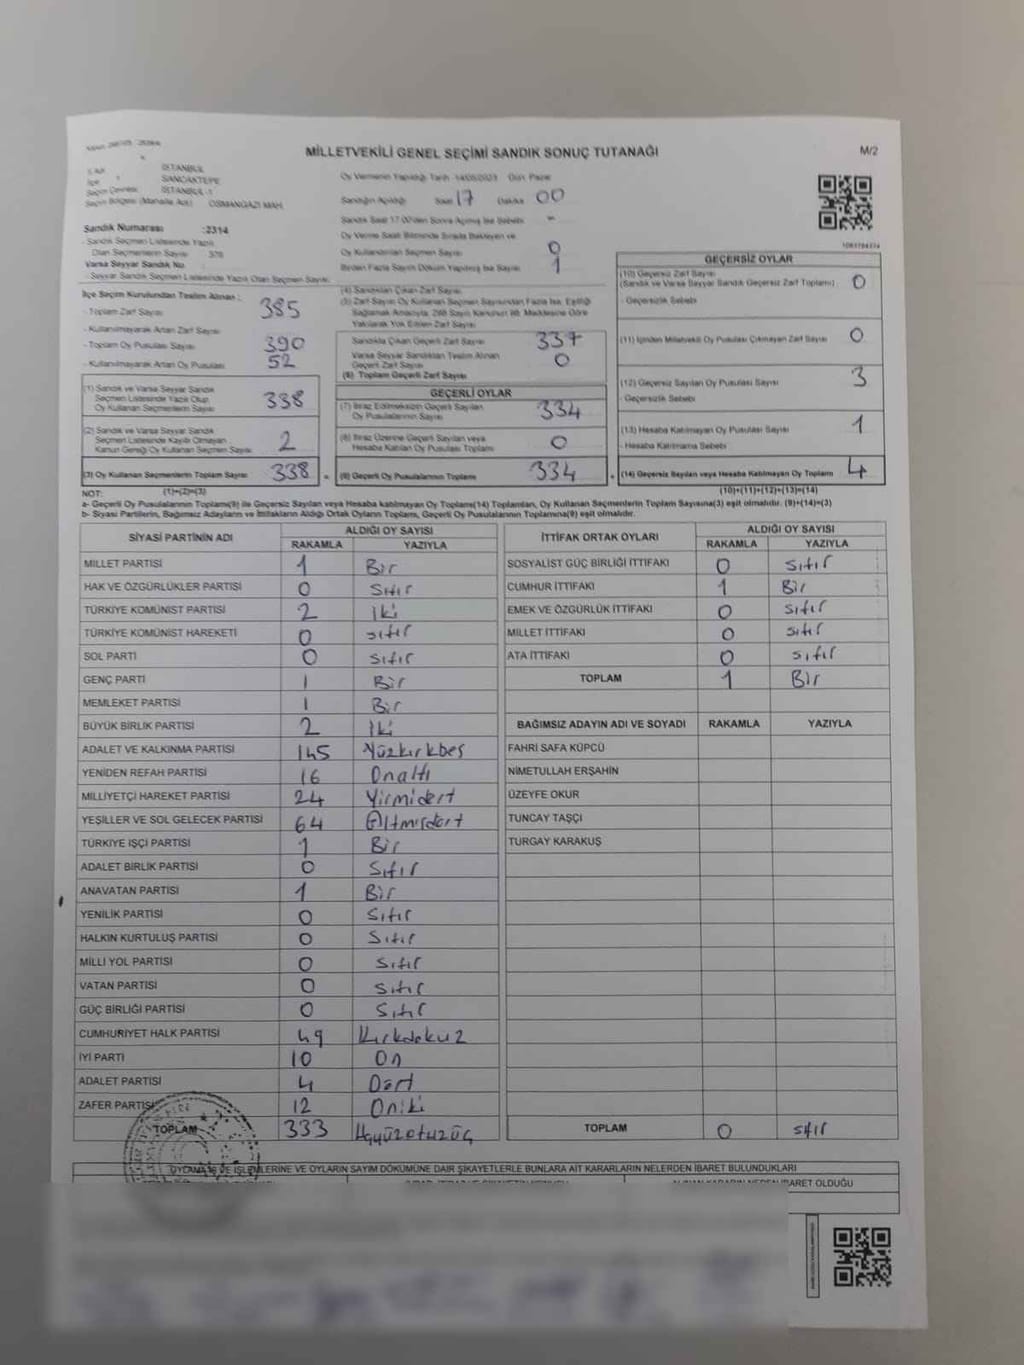 MİLLETVEKİLİ GENEL SEÇİMİ SANDIK SONUÇ TUTANAĞI
M/2
İli İSTANBUL
İlçe SANCAKTEPE
Seçim Çevresi İSTANBUL -1
Seçim Bölgesi (Mahalle Adı) OSMANGAZİ MAH.
Sandık Numarası :2314
- Sandık Seçmen Listesinde Yazılı
Olan Seçmenlerin Sayısı 376
Varsa Seyyar Sandık No
- Seyyar Sandık Seçmen Listesinde Yazılı Olan Seçmen Sayısı:
Oy Vermenin Yapıldığı Tarih :14/05/2023 Gün: Pazar
Sandığın Açıldığı Saat 17 Dakika 00
Sandık Saat 17.00'den Sonra Açılmış İse Sebebi -
Oy Verme Saati Bitiminde Sırada Bekleyen ve
Oy Kullandırılan Seçmen Sayısı 0
Birden Fazla Sayım Döküm Yapılmış İse Sayısı 1
İlçe Seçim Kurulundan Teslim Alınan :
- Toplam Zarf Sayısı 385
- Kullanılmayarak Artan Zarf Sayısı
- Toplam Oy Pusulası Sayısı 390
- Kullanılmayarak Artan Oy Pusulası 52
(1) Sandık ve Varsa Seyyar Sandık
Seçmen Listesinde Yazılı Olup
Oy Kullanan Seçmenlerin Sayısı 338
(2) Sandık ve Varsa Seyyar Sandık
Seçmen Listesinde Kayıtlı Olmayan
Kanun Gereği Oy Kullanan Seçmen Sayısı 2
(3) Oy Kullanan Seçmenlerin Toplam Sayısı 338 =
(4) Sandıktan Çıkan Zarf Sayısı
(5) Zarf Sayısı Oy Kullanan Seçmen Sayısından Fazla İse, Eşitliği
Sağlamak Amacıyla, 298 Sayılı Kanunun 98. Maddesine Göre
Yakılarak Yok Edilen Zarf Sayısı
Sandıkta Çıkan Geçerli Zarf Sayısı 337
Varsa Seyyar Sandıktan Teslim Alınan
Geçerli Zarf Sayısı 0
(6) Toplam Geçerli Zarf Sayısı
GEÇERLİ OYLAR
(7) İtiraz Edilmeksizin Geçerli Sayılan
Oy Pusulalarının Sayısı 334
(8) İtiraz Üzerine Geçerli Sayılan veya
Hesaba Katılan Oy Pusulaları Toplamı 0
(9) Geçerli Oy Pusulalarının Toplamı 334 +
GEÇERSİZ OYLAR
(10) Geçersiz Zarf Sayısı
(Sandık ve Varsa Seyyar Sandık Geçersiz Zarf Toplamı) 0
- Geçersizlik Sebebi
(11) İçinden Milletvekili Oy Pusulası Çıkmayan Zarf Sayısı 0
(12) Geçersiz Sayılan Oy Pusulası Sayısı 3
- Geçersizlik Sebebi
(13) Hesaba Katılmayan Oy Pusulası Sayısı 1
- Hesaba Katılmama Sebebi
(14) Geçersiz Sayılan veya Hesaba Katılmayan Oy Toplamı 4
NOT: (1)+(2)=(3) (10)+(11)+(12)+(13)=(14)
a- Geçerli Oy Pusulalarının Toplamı(9) ile Geçersiz Sayılan veya Hesaba katılmayan Oy Toplamı(14) Toplamları, Oy Kullanan Seçmenlerin Toplam Sayısına(3) eşit olmalıdır. (9)+(14)=(3)
b- Siyasi Partilerin, Bağımsız Adayların ve İttifakların Aldığı Ortak Oyların Toplamı, Geçerli Oy Pusulalarının Toplamına(9) eşit olmalıdır.
SİYASİ PARTİNİN ADI ALDIĞI OY SAYISI
RAKAMLA YAZIYLA
MİLLET PARTİSİ 1 Bir
HAK VE ÖZGÜRLÜKLER PARTİSİ 0 Sıfır
TÜRKİYE KOMÜNİST PARTİSİ 2 İki
TÜRKİYE KOMÜNİST HAREKETİ 0 sıfır
SOL PARTİ 0 sıfır
GENÇ PARTİ 1 Bir
MEMLEKET PARTİSİ 1 Bir
BÜYÜK BİRLİK PARTİSİ 2 İki
ADALET VE KALKINMA PARTİSİ 145 Yüzkırkbeş
YENİDEN REFAH PARTİSİ 16 Onaltı
MİLLİYETÇİ HAREKET PARTİSİ 24 Yirmidört
YEŞİLLER VE SOL GELECEK PARTİSİ 64 Altmışdört
TÜRKİYE İŞÇİ PARTİSİ 1 Bir
ADALET BİRLİK PARTİSİ 0 Sıfır
ANAVATAN PARTİSİ 1 Bir
YENİLİK PARTİSİ 0 Sıfır
HALKIN KURTULUŞ PARTİSİ 0 Sıfır
MİLLİ YOL PARTİSİ 0 Sıfır
VATAN PARTİSİ 0 Sıfır
GÜÇ BİRLİĞİ PARTİSİ 0 Sıfır
CUMHURİYET HALK PARTİSİ 49 Kırkdokuz
İYİ PARTİ 10 On
ADALET PARTİSİ 4 Dört
ZAFER PARTİSİ 12 Oniki
TOPLAM 333 Üçyüzotuzüç
İTTİFAK ORTAK OYLARI ALDIĞI OY SAYISI
RAKAMLA YAZIYLA
SOSYALİST GÜÇ BİRLİĞİ İTTİFAKI 0 sıfır
CUMHUR İTTİFAKI 1 Bir
EMEK VE ÖZGÜRLÜK İTTİFAKI 0 sıfır
MİLLET İTTİFAKI 0 sıfır
ATA İTTİFAKI 0 sıfır
TOPLAM 1 Bir
BAĞIMSIZ ADAYIN ADI VE SOYADI RAKAMLA YAZIYLA
FAHRİ SAFA KÜPCÜ
NİMETULLAH ERŞAHİN
ÜZEYFE OKUR
TUNCAY TAŞÇI
TURGAY KARAKUŞ
TOPLAM 0 sıfır
OYLAMA VE İŞLEMLERİNE VE OYLARIN SAYIM DÖKÜMÜNE DAİR ŞİKAYETLERLE BUNLARA AİT KARARLARIN NELERDEN İBARET BULUNDUKLARI